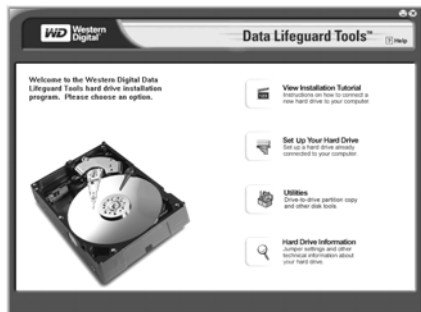 WD Western
Digital
Data Lifeguard Tools™
? Help
Welcome to the Western Digital Data
Lifeguard Tools hard drive installation
program. Please choose an option.
View Installation Tutorial
Instructions on how to connect a
new hard drive to your computer.
Set Up Your Hard Drive
Set up a hard drive already
connected to your computer.
Utilities
Drive-to-drive partition copy
and other disk tools.
Hard Drive Information
Jumper settings and other
technical information about
your hard drive.